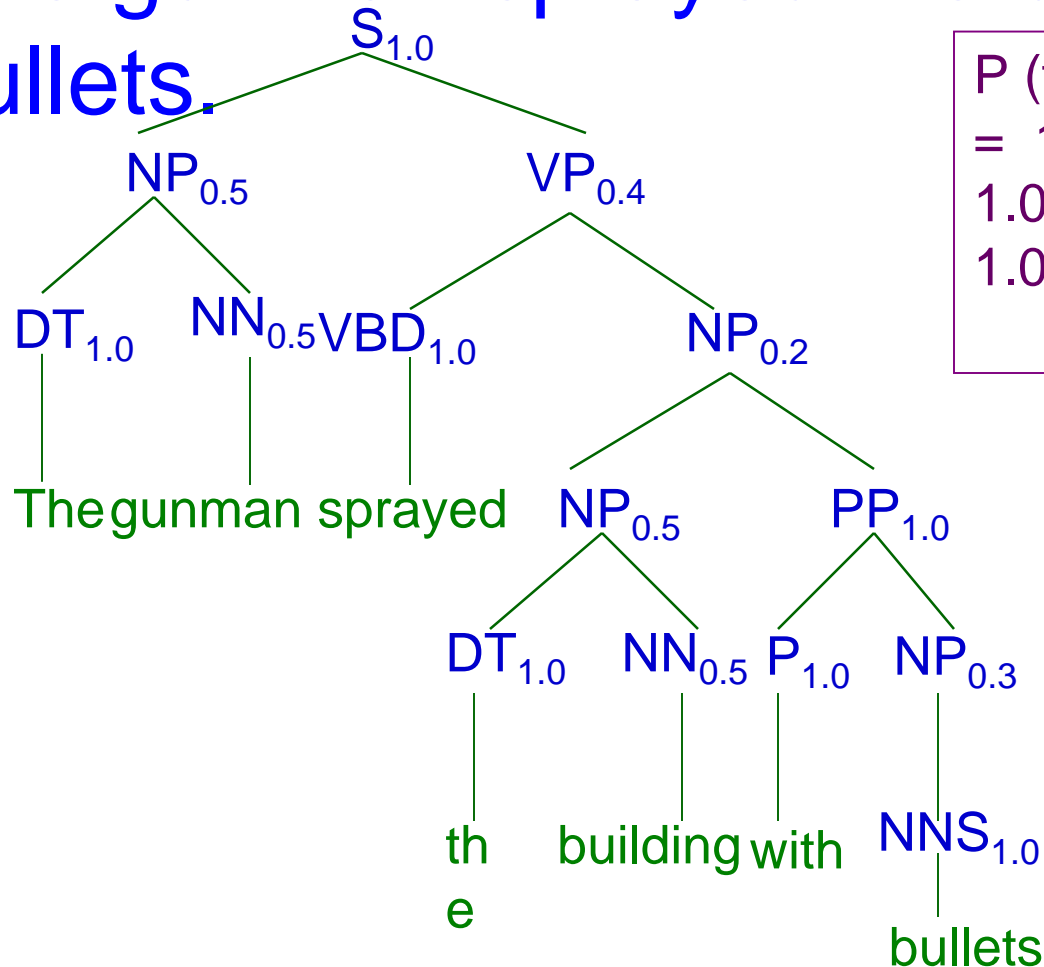 ullets.
S1.0
P (
=
1.0
1.0
NP0.5 VP0.4
DT1.0 NN0.5 VBD1.0 NP0.2
The gunman sprayed NP0.5 PP1.0
DT1.0 NN0.5 P1.0 NP0.3
th building with NNS1.0
e
bullets